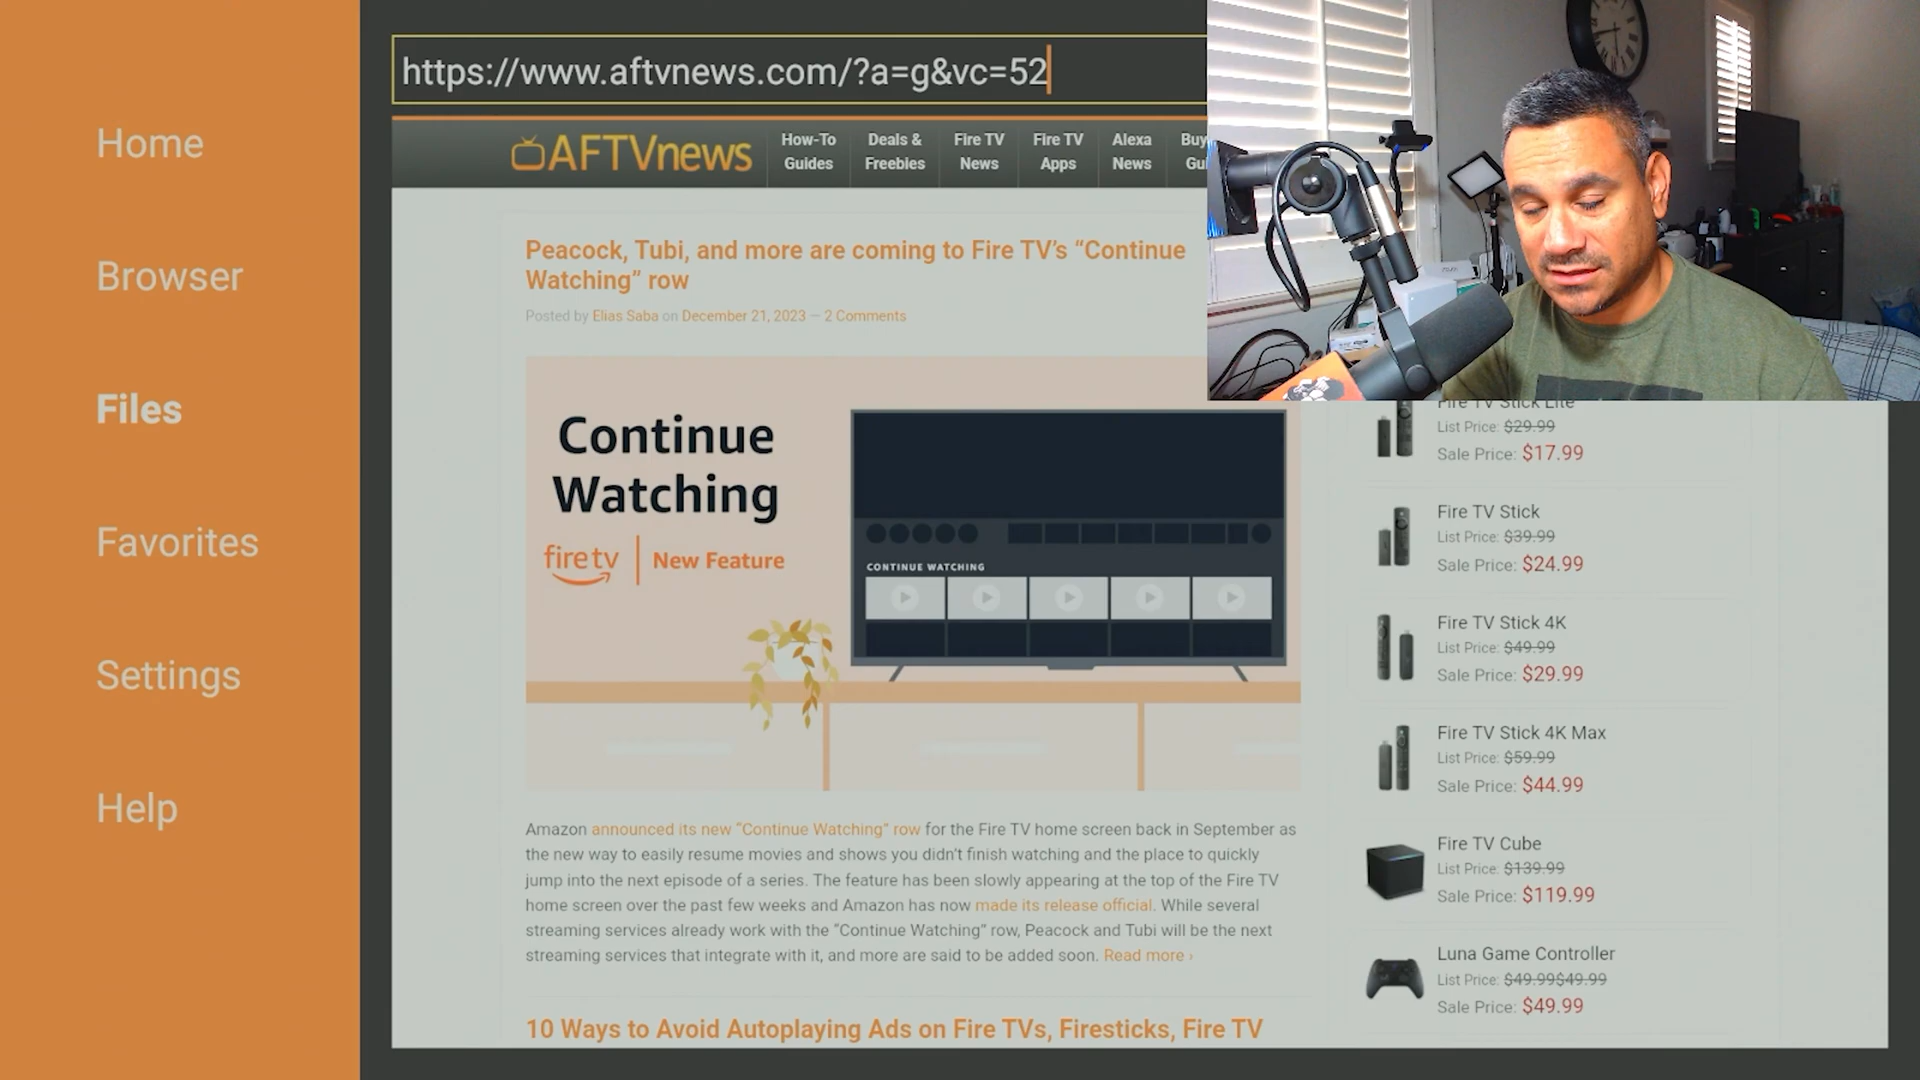 Home
Browser
Files
Favorites
Settings
Help
https://www.aftvnews.com/?a=g&vc=52
AFTVnews
How-To
Guides
Deals &
Freebies
Fire TV
News
Fire TV
Apps
Alexa
News
Peacock, Tubi, and more are coming to Fire TV's “Continue
Watching” row
Posted by Elias Saba on December 21, 2023 — 2 Comments
Continue
Watching
fire tv
New Feature
CONTINUE WATCHING
Amazon announced its new “Continue Watching” row for the Fire TV home screen back in September as
the new way to easily resume movies and shows you didn't finish watching and the place to quickly
jump into the next episode of a series. The feature has been slowly appearing at the top of the Fire TV
home screen over the past few weeks and Amazon has now made its release official. While several
streaming services already work with the “Continue Watching” row, Peacock and Tubi will be the next
streaming services that integrate with it, and more are said to be added soon. Read more ›
10 Ways to Avoid Autoplaying Ads on Fire TVs, Firesticks, Fire TV
Fire TV Stick Lite
List Price: $29.99
Sale Price: $17.99
Fire TV Stick
List Price: $39.99
Sale Price: $24.99
Fire TV Stick 4K
List Price: $49.99
Sale Price: $29.99
Fire TV Stick 4K Max
List Price: $59.99
Sale Price: $44.99
Fire TV Cube
List Price: $139.99
Sale Price: $119.99
Luna Game Controller
List Price: $49.99$49.99
Sale Price: $49.99